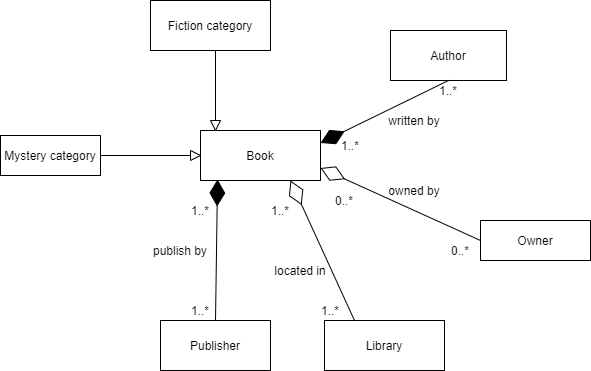 Fiction category
Author
1..*
written by
1..*
Mystery category
Book
0..*
owned by
1..*
1..*
Owner
0..*
publish by
located in
1..*
1..*
Publisher
Library